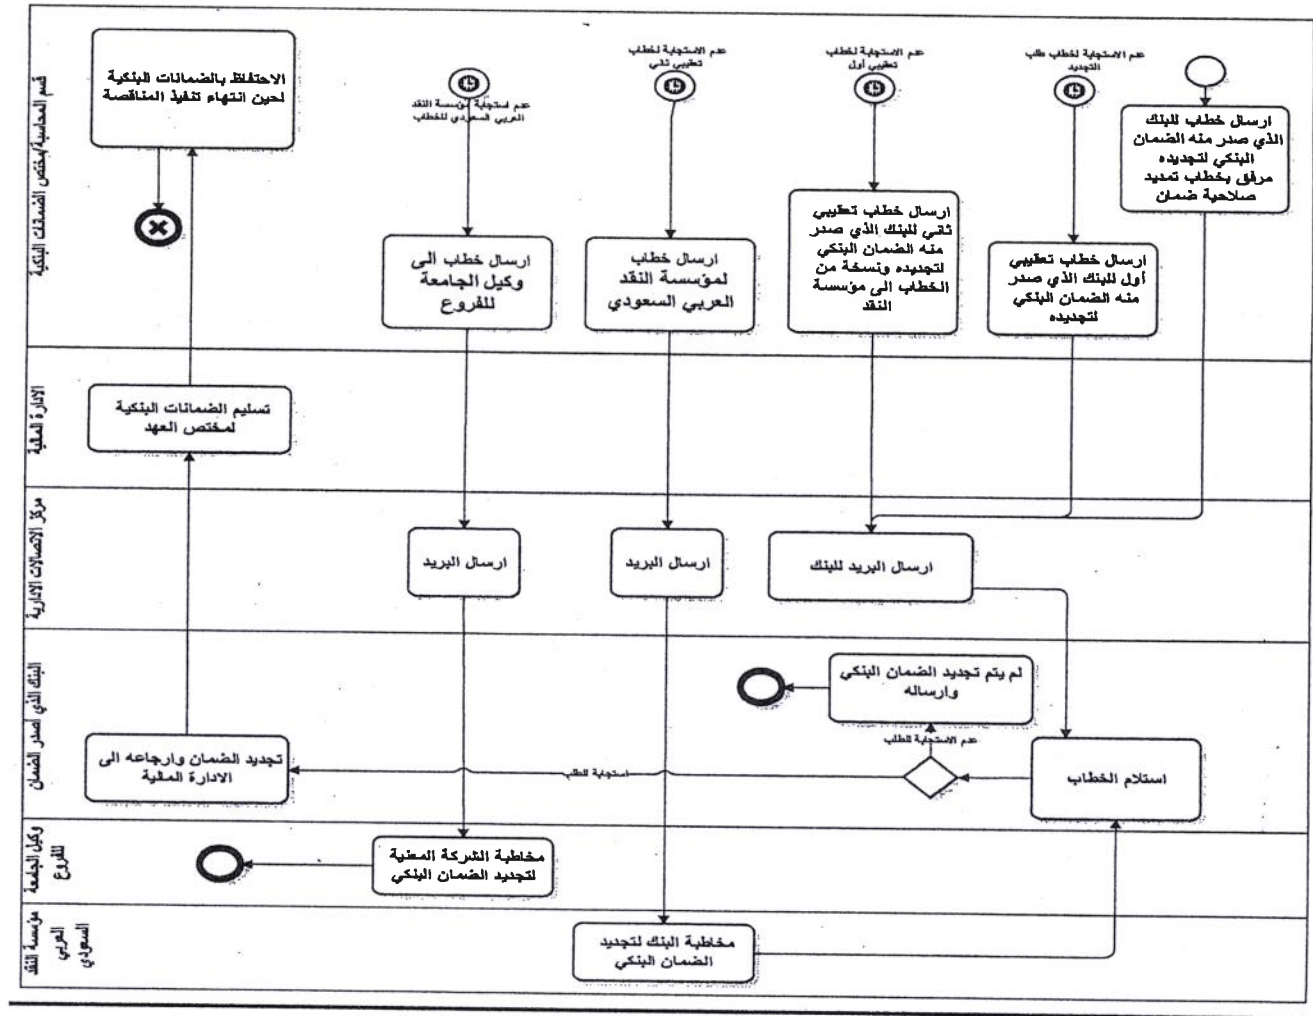 قسم المحاسبة/مختص الضمانات البنكية
ارسال خطاب للبنك
الذي صدر منه الضمان
البنكي لتجديده
مرفق بخطاب تمديد
صلاحية ضمان
عدم الاستجابة لخطاب طلب
التجديد
ارسال خطاب تعقيبي
أول للبنك الذي صدر
منه الضمان البنكي
لتجديده
عدم الاستجابة لخطاب
تعقيبي أول
ارسال خطاب تعقيبي
ثاني للبنك الذي صدر
منه الضمان البنكي
لتجديده ونسخة من
الخطاب الى مؤسسة
النقد
عدم الاستجابة لخطاب
تعقيبي ثاني
ارسال خطاب
لمؤسسة النقد
العربي السعودي
عدم استجابة مؤسسة النقد
العربي السعودي للخطاب
ارسال خطاب الى
وكيل الجامعة
للفروع
الاحتفاظ بالضمانات البنكية
لحين انتهاء تنفيذ المناقصة
الادارة المالية
تسليم الضمانات البنكية
لمختص العهد
مركز الاتصالات الادارية
ارسال البريد للبنك
ارسال البريد
ارسال البريد
البنك الذي اصدر الضمان
لم يتم تجديد الضمان البنكي
وارساله
عدم الاستجابة للطلب
استلام الخطاب
استجابة للطلب
تجديد الضمان وارجاعه الى
الادارة المالية
وكيل الجامعة
للفروع
مخاطبة الشركة المعنية
لتجديد الضمان البنكي
مؤسسة النقد
العربي
السعودي
مخاطبة البنك لتجديد
الضمان البنكي